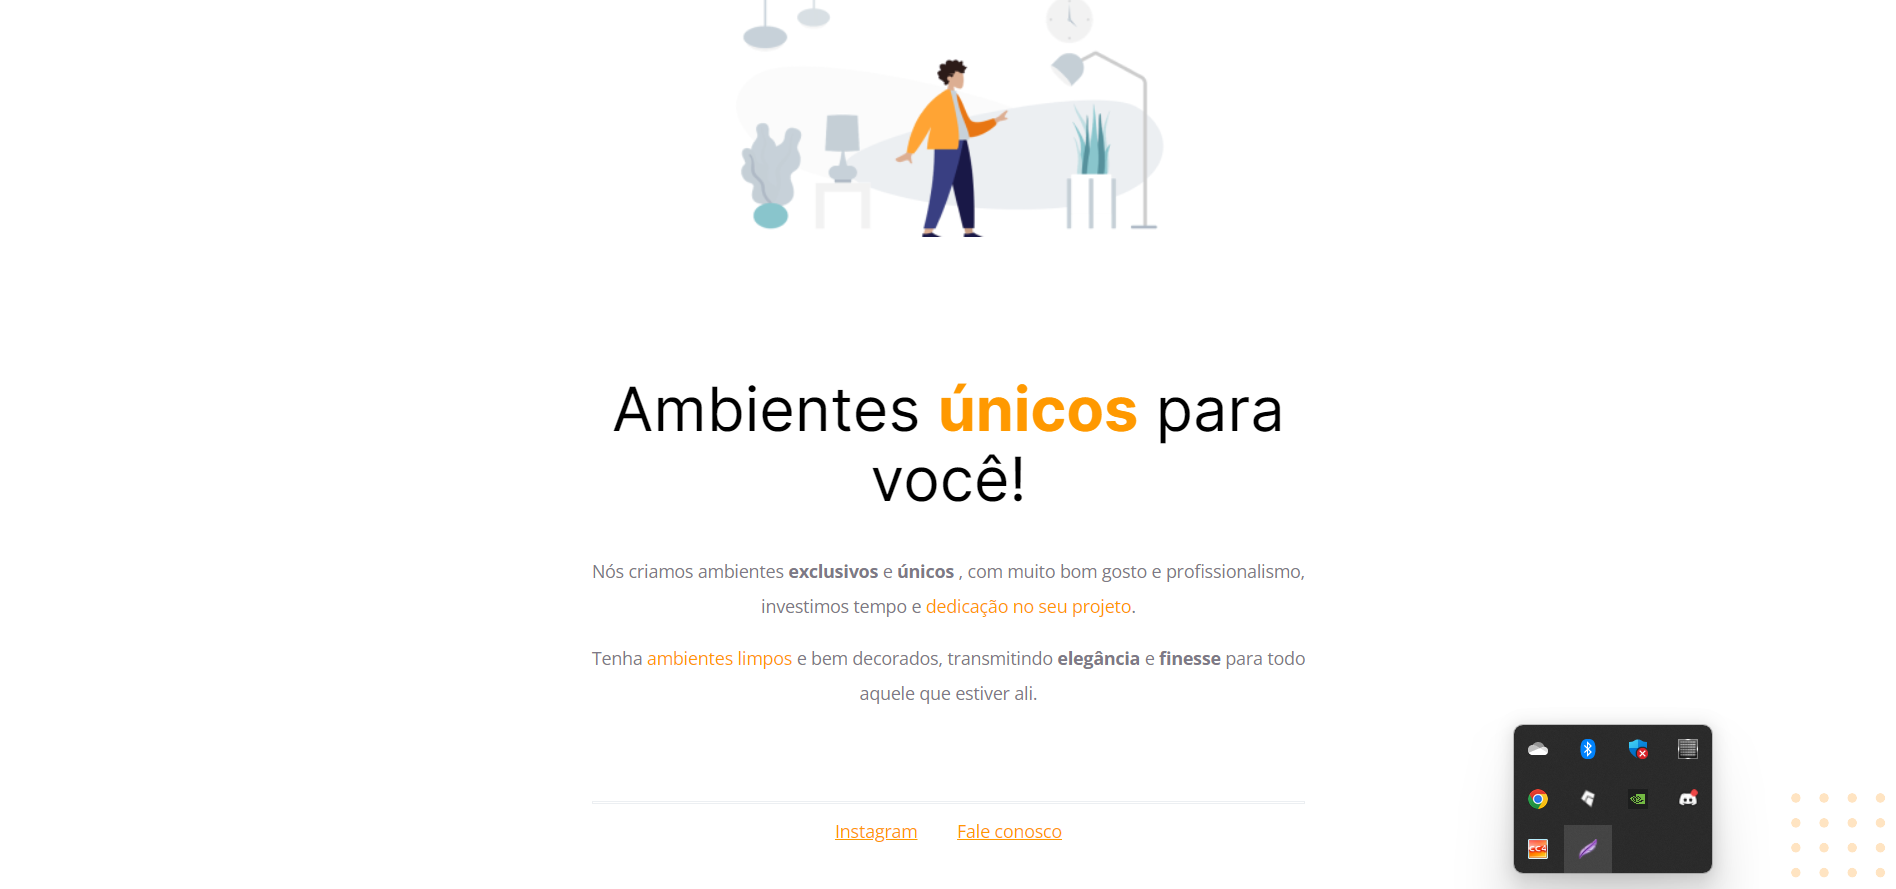 Ambientes únicos para
você!
Nós criamos ambientes exclusivos e únicos , com muito bom gosto e profissionalismo,
investimos tempo e dedicação no seu projeto.
Tenha ambientes limpos e bem decorados, transmitindo elegância e finesse para todo
aquele que estiver ali.
Instagram Fale conosco